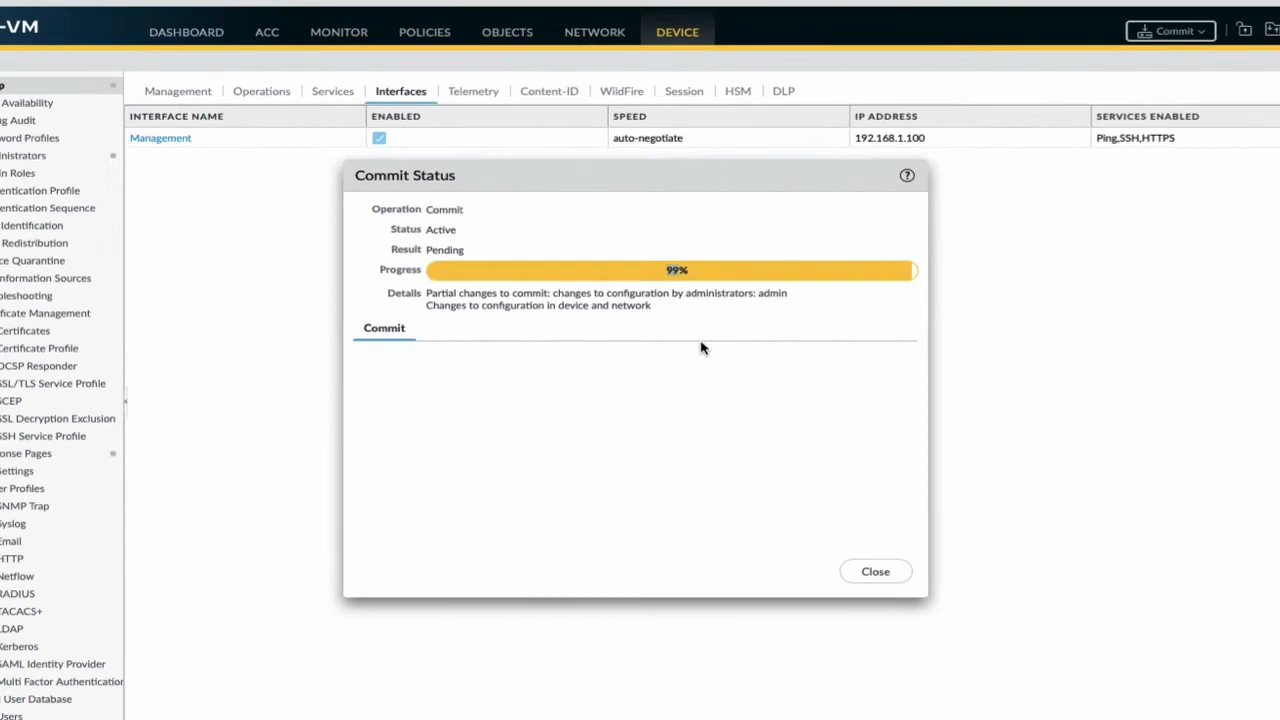 -VM
DASHBOARD ACC MONITOR POLICIES OBJECTS NETWORK DEVICE Commit
p
Availability
ng Audit
word Profiles
inistrators
in Roles
entication Profile
entication Sequence
Identification
Redistribution
ce Quarantine
nformation Sources
bleshooting
ficate Management
Certificates
Certificate Profile
OCSP Responder
SSL/TLS Service Profile
SCEP
SSL Decryption Exclusion
SSH Service Profile
onse Pages
Settings
er Profiles
SNMP Trap
Syslog
Email
HTTP
Netflow
RADIUS
TACACS+
LDAP
Kerberos
SAML Identity Provider
Multi Factor Authentication
User Database
Users
Management Operations Services Interfaces Telemetry Content-ID WildFire Session HSM DLP
INTERFACE NAME ENABLED SPEED IP ADDRESS SERVICES ENABLED
Management auto-negotiate 192.168.1.100 Ping,SSH,HTTPS
Commit Status ?
Operation Commit
Status Active
Result Pending
Progress 99%
Details Partial changes to commit: changes to configuration by administrators: admin
Changes to configuration in device and network
Commit
Close